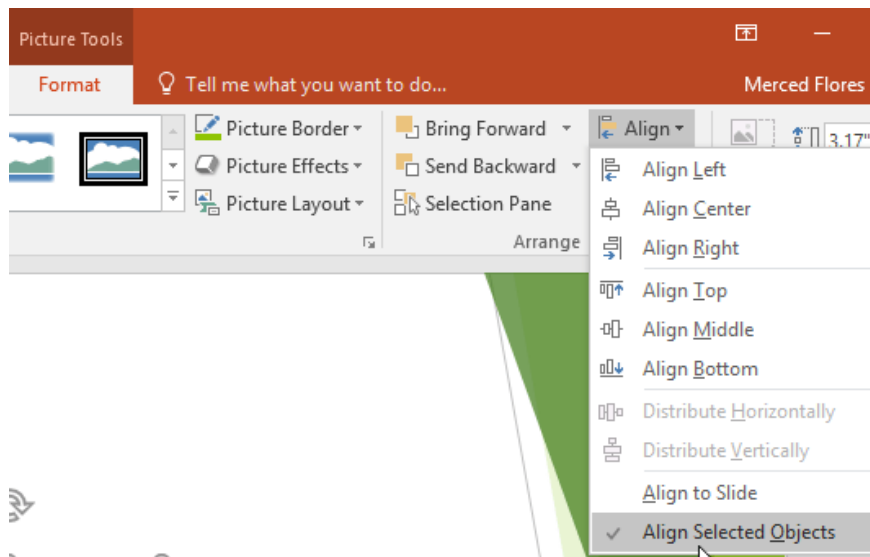 Picture Tools
Format
Tell me what you want to do...
Merced Flores
Picture Border
Picture Effects
Picture Layout
Bring Forward
Send Backward
Selection Pane
Arrange
Align
3.17"
Align Left
Align Center
Align Right
Align Top
Align Middle
Align Bottom
Distribute Horizontally
Distribute Vertically
Align to Slide
Align Selected Objects